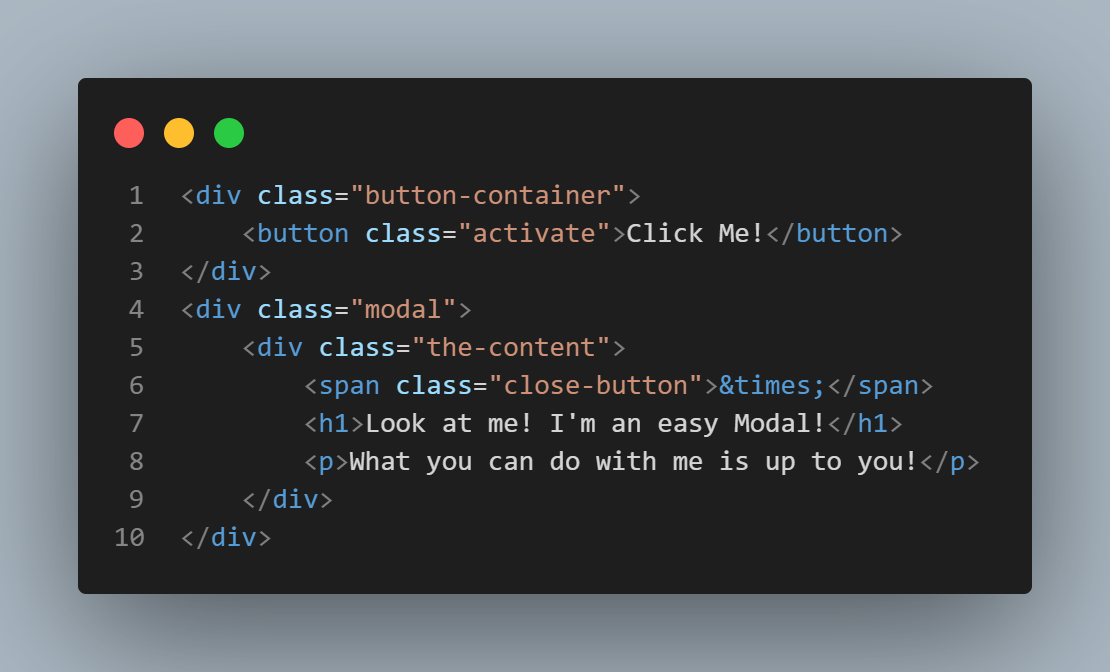 1 <div class="button-container">
2     <button class="activate">Click Me!</button>
3 </div>
4 <div class="modal">
5     <div class="the-content">
6         <span class="close-button">&times;</span>
7         <h1>Look at me! I'm an easy Modal!</h1>
8         <p>What you can do with me is up to you!</p>
9     </div>
10 </div>